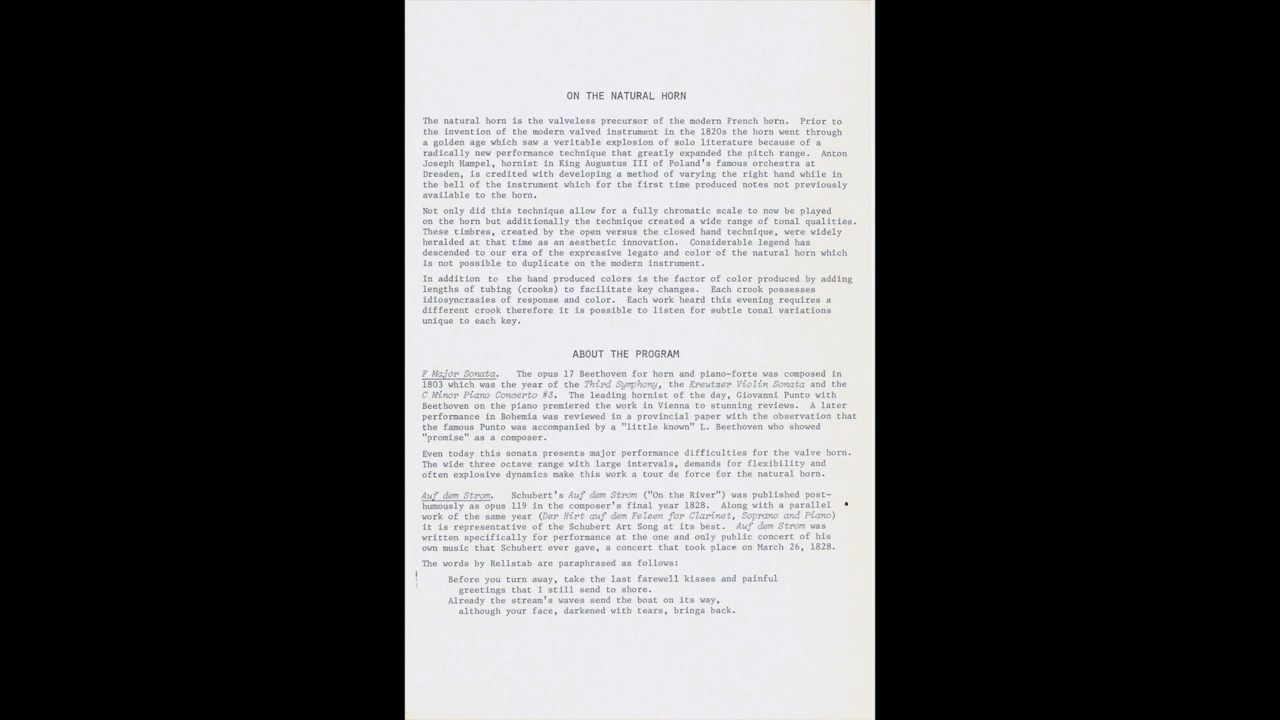 ON THE NATURAL HORN
The natural horn is the valveless precursor of the modern French horn. Prior to
the invention of the modern valved instrument in the 1820s the horn went through
a golden age which saw a veritable explosion of solo literature because of a
radically new performance technique that greatly expanded the pitch range. Anton
Joseph Hampel, hornist in King Augustus III of Poland's famous orchestra at
Dresden, is credited with developing a method of varying the right hand while in
the bell of the instrument which for the first time produced notes not previously
available to the horn.
Not only did this technique allow for a fully chromatic scale to now be played
on the horn but additionally the technique created a wide range of tonal qualities.
These timbres, created by the open versus the closed hand technique, were widely
heralded at that time as an aesthetic innovation. Considerable legend has
descended to our era of the expressive legato and color of the natural horn which
is not possible to duplicate on the modern instrument.
In addition to the hand produced colors is the factor of color produced by adding
lengths of tubing (crooks) to facilitate key changes. Each crook possesses
idiosyncrasies of response and color. Each work heard this evening requires a
different crook therefore it is possible to listen for subtle tonal variations
unique to each key.
ABOUT THE PROGRAM
F Major Sonata. The opus 17 Beethoven for horn and piano-forte was composed in
1803 which was the year of the Third Symphony, the Kreutzer Violin Sonata and the
C Minor Piano Concerto #3. The leading hornist of the day, Giovanni Punto with
Beethoven on the piano premiered the work in Vienna to stunning reviews. A later
performance in Bohemia was reviewed in a provincial paper with the observation that
the famous Punto was accompanied by a "little known" L. Beethoven who showed
"promise" as a composer.
Even today this sonata presents major performance difficulties for the valve horn.
The wide three octave range with large intervals, demands for flexibility and
often explosive dynamics make this work a tour de force for the natural horn.
Auf dem Strom. Schubert's Auf dem Strom ("On the River") was published post-
humously as opus 119 in the composer's final year 1828. Along with a parallel
work of the same year (Der Hirt auf dem Felsen for Clarinet, Soprano and Piano)
it is representative of the Schubert Art Song at its best. Auf dem Strom was
written specifically for performance at the one and only public concert of his
own music that Schubert ever gave, a concert that took place on March 26, 1828.
The words by Rellstab are paraphrased as follows:
Before you turn away, take the last farewell kisses and painful
greetings that I still send to shore.
Already the stream's waves send the boat on its way,
although your face, darkened with tears, brings back.